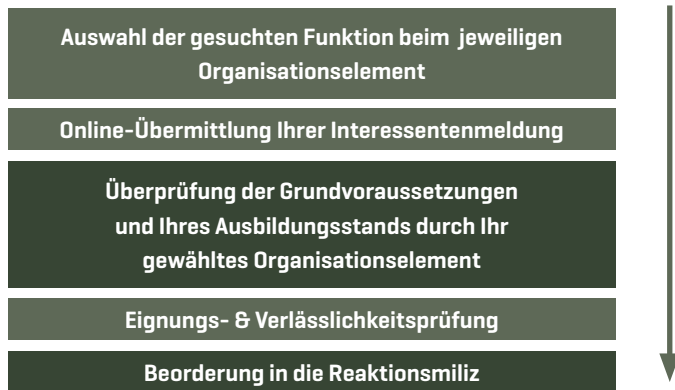 Auswahl der gesuchten Funktion beim jeweiligen
Organisationselement
Online-Übermittlung Ihrer Interessentenmeldung
Überprüfung der Grundvoraussetzungen
und Ihres Ausbildungsstands durch Ihr
gewähltes Organisationselement
Eignungs- & Verlässlichkeitsprüfung
Beorderung in die Reaktionsmiliz